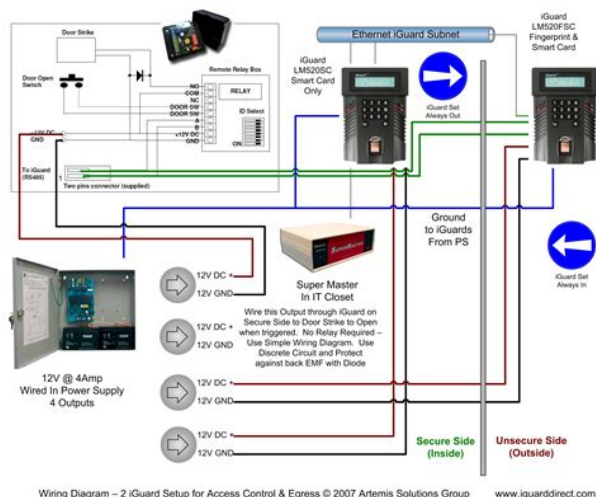 Door Strike
Door Open
Switch
Remote Relay Box
NO
COM
NC
DOOR SW
DOOR SW
A
B
+12V DC
GND
RELAY
ID Select
ON
+12V DC
GND
To iGuard
(RS485)
1
Two pins connector (supplied)
Ethernet iGuard Subnet
iGuard
LM520SC
Smart Card
Only
iGuard Set
Always Out
iGuard
LM520FSC
Fingerprint &
Smart Card
iGuard Set
Always In
Ground
to iGuards
From PS
SuperMaster
Super Master
In IT Closet
Wire this Output through iGuard on
Secure Side to Door Strike to Open
when triggered. No Relay Required –
Use Simple Wiring Diagram. Use
Discrete Circuit and Protect
against back EMF with Diode
12V DC +
12V GND
12V DC +
12V GND
12V DC +
12V GND
12V DC +
12V GND
12V @ 4Amp
Wired In Power Supply
4 Outputs
Secure Side
(Inside)
Unsecure Side
(Outside)
Wiring Diagram – 2 iGuard Setup for Access Control & Egress © 2007 Artemis Solutions Group
www.iguarddirect.com